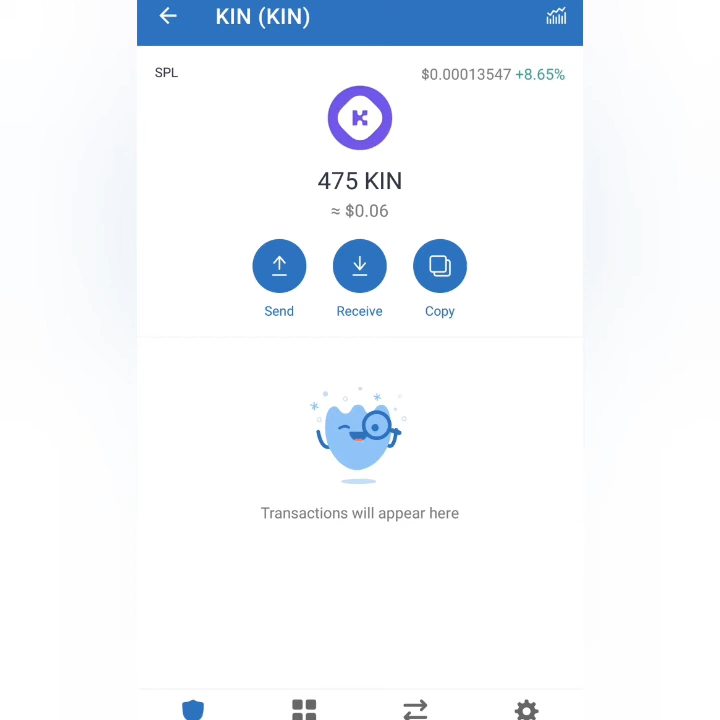 KIN (KIN)
SPL
$0.00013547 +8.65%
475 KIN
≈ $0.06
Send
Receive
Copy
Transactions will appear here